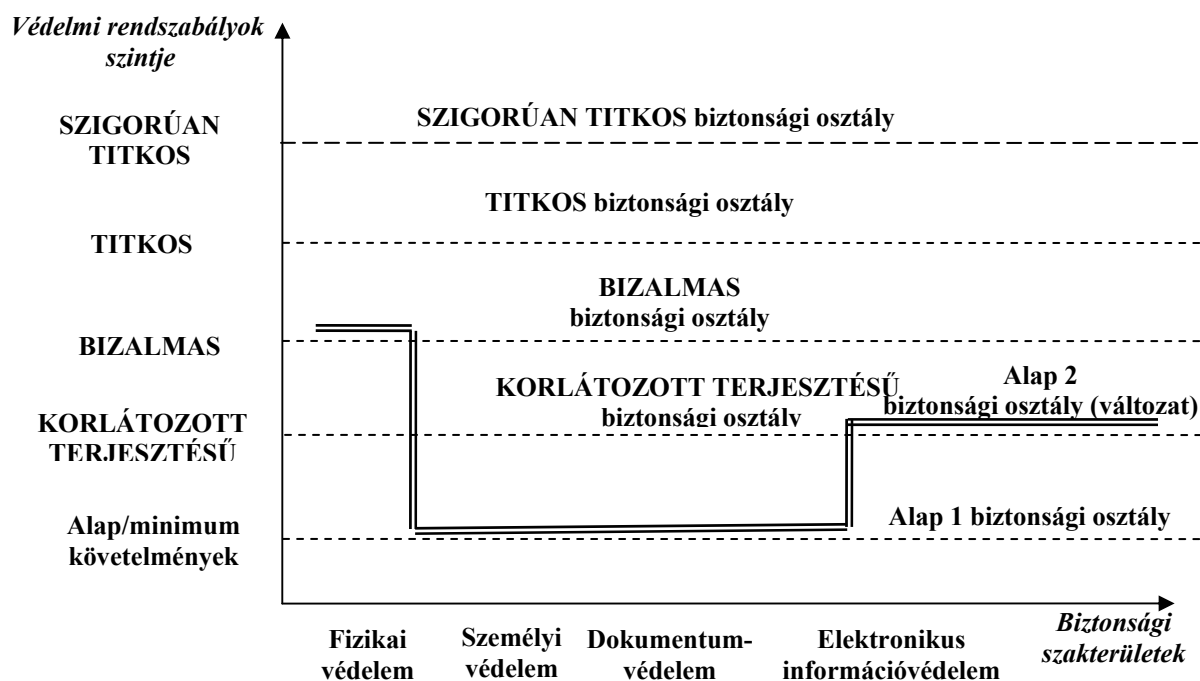 Védelmi rendszabályok
szintje
SZIGORÚAN TITKOS biztonsági osztály
SZIGORÚAN
TITKOS
TITKOS biztonsági osztály
TITKOS
BIZALMAS
biztonsági osztály
BIZALMAS
KORLÁTOZOTT TERJESZTÉSŰ
biztonsági osztály
Alap 2
biztonsági osztály (változat)
KORLÁTOZOTT
TERJESZTÉSŰ
Alap 1 biztonsági osztály
Alap/minimum
követelmények
Fizikai
védelem
Személyi
védelem
Dokumentum-
védelem
Elektronikus
információvédelem
Biztonsági
szakterületek